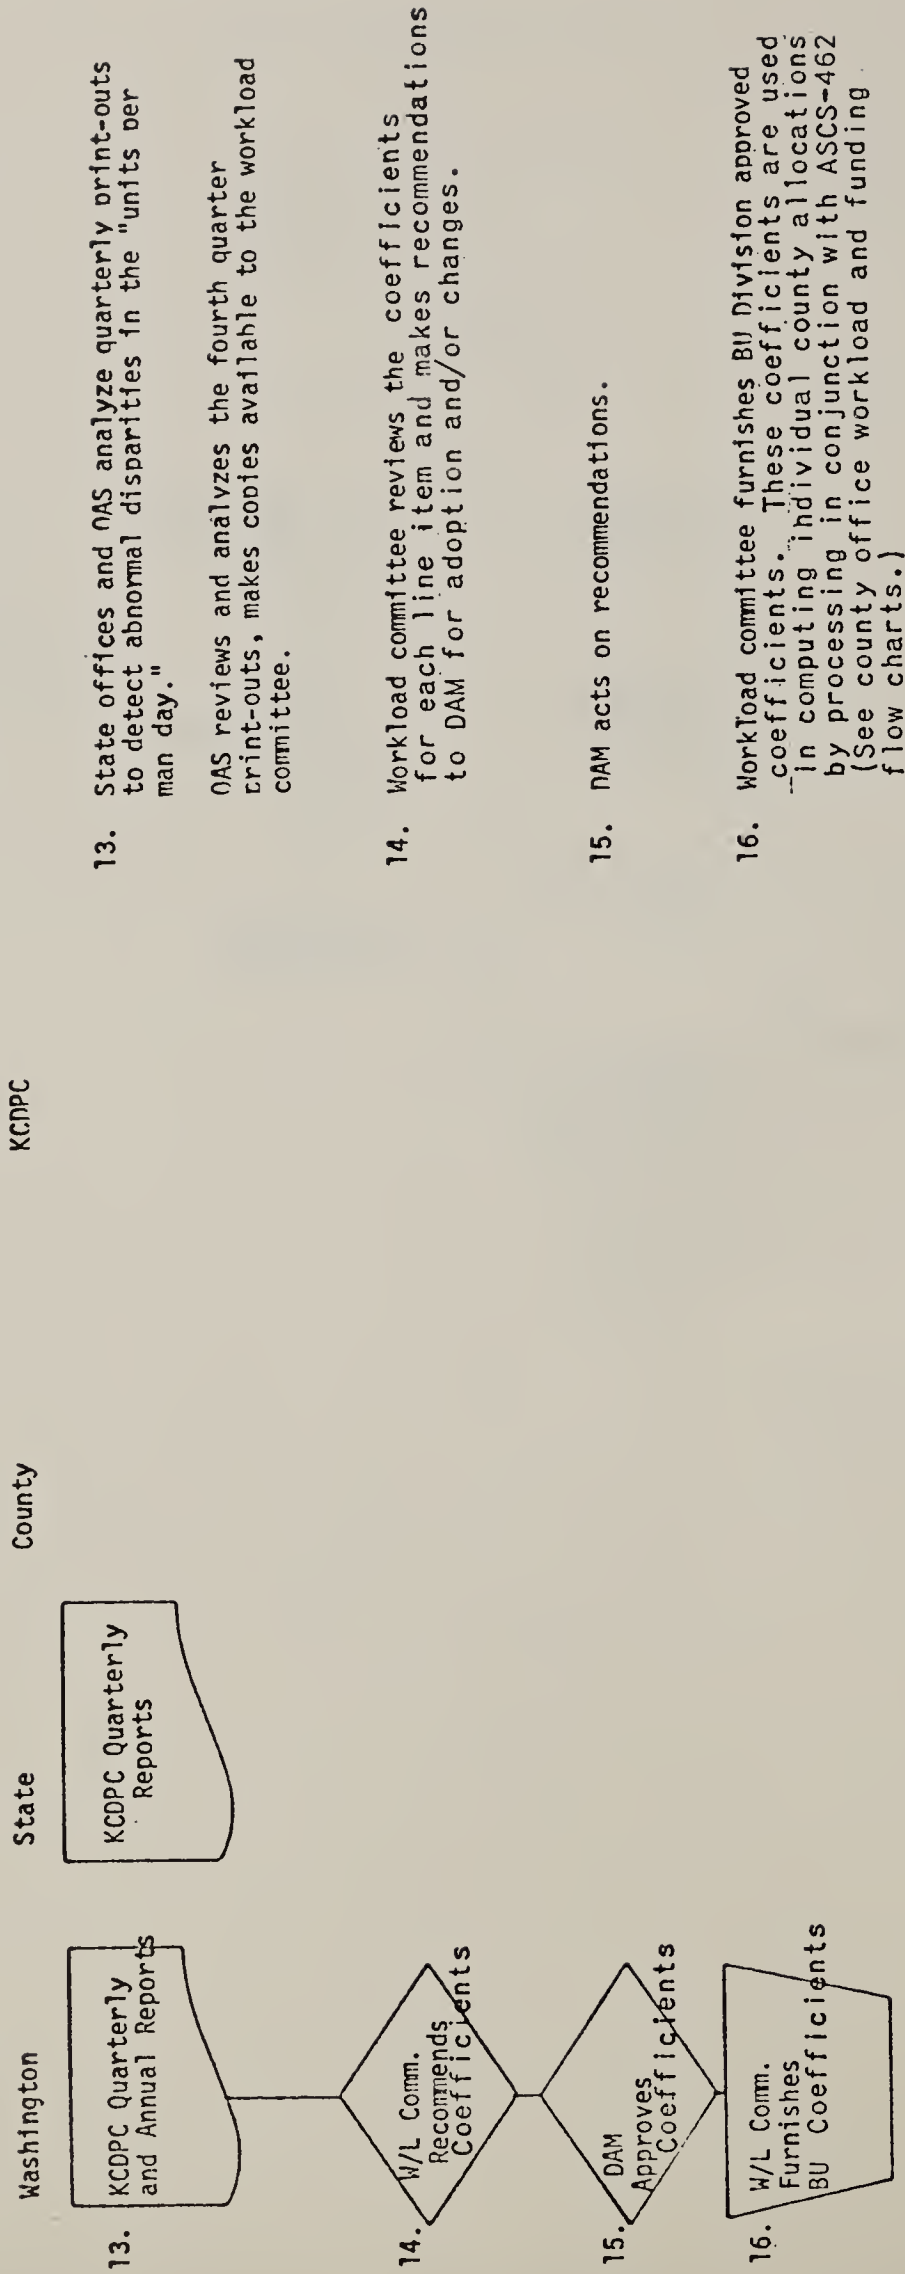 Washington State County KCDPC
13. KCDPC Quarterly
and Annual Reports
KCDPC Quarterly
Reports
13. State offices and OAS analyze quarterly print-outs
to detect abnormal disparities in the "units per
man day."
OAS reviews and analyzes the fourth quarter
print-outs, makes copies available to the workload
committee.
14. W/L Comm.
Recommends
Coefficients
14. Workload committee reviews the coefficients
for each line item and makes recommendations
to DAM for adoption and/or changes.
15. DAM
Approves
Coefficients
15. DAM acts on recommendations.
16. W/L Comm.
Furnishes
BU Coefficients
16. Workload committee furnishes BU Division approved
coefficients. These coefficients are used
in computing individual county allocations
by processing in conjunction with ASCS-462
(See county office workload and funding
flow charts.)